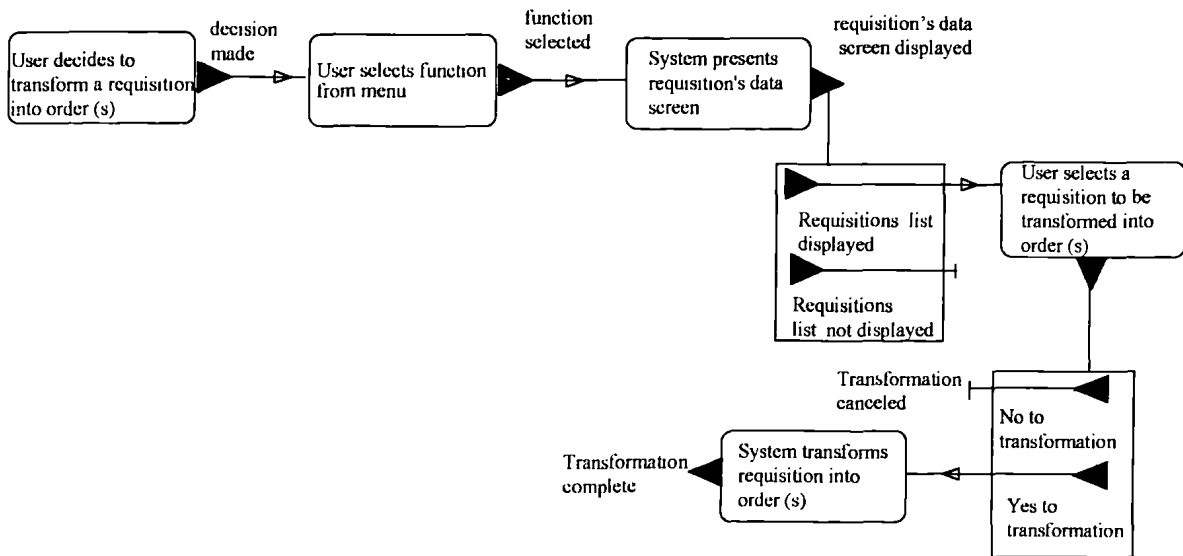 decision
made
function
selected
requisition's data
screen displayed
User decides to
transform a requisition
into order (s)
User selects function
from menu
System presents
requisition's data
screen
Requisitions list
displayed
Requisitions
list not displayed
User selects a
requisition to be
transformed into
order (s)
Transformation
canceled
No to
transformation
Yes to
transformation
System transforms
requisition into
order (s)
Transformation
complete